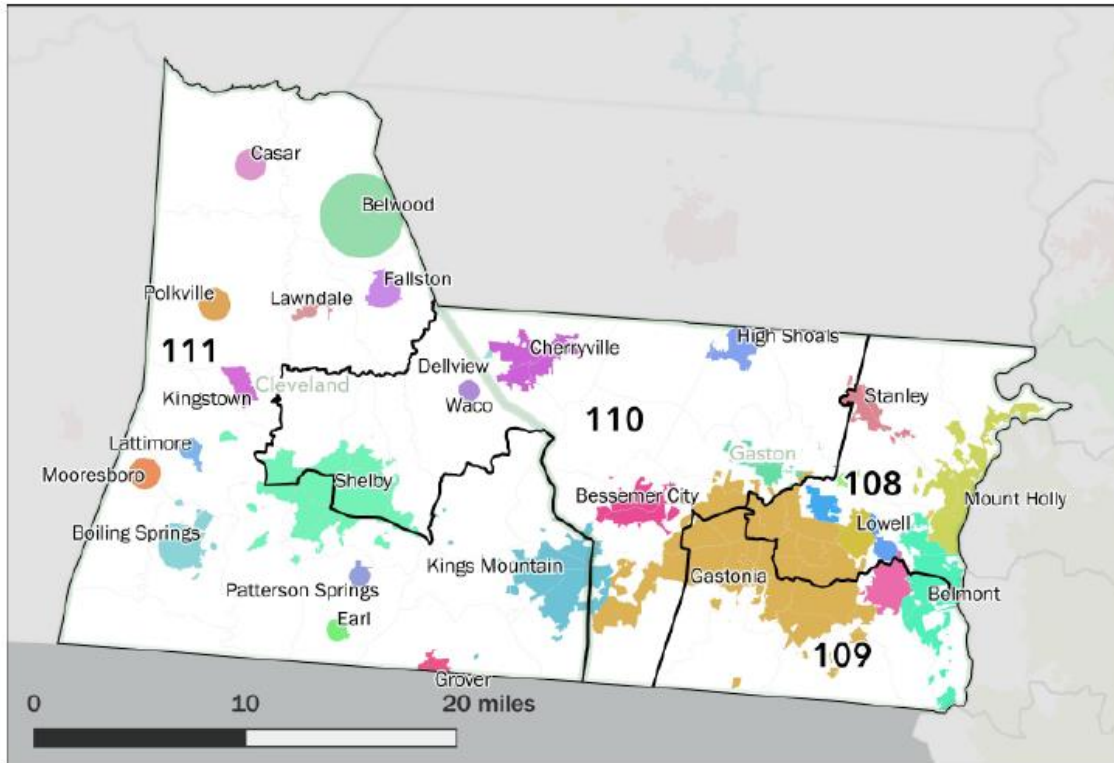 Casar
Belwood
Fallston
Polkville
Lawndale
111
High Shoals
Cherryville
Dellview
Cleveland
Kingstown
Waco
Stanley
110
Lattimore
Gaston
Mooresboro
Shelby
108
Bessemer City
Mount Holly
Boiling Springs
Lowell
Kings Mountain
Gastonia
Patterson Springs
Belmont
Earl
109
Grover
0 10 20 miles